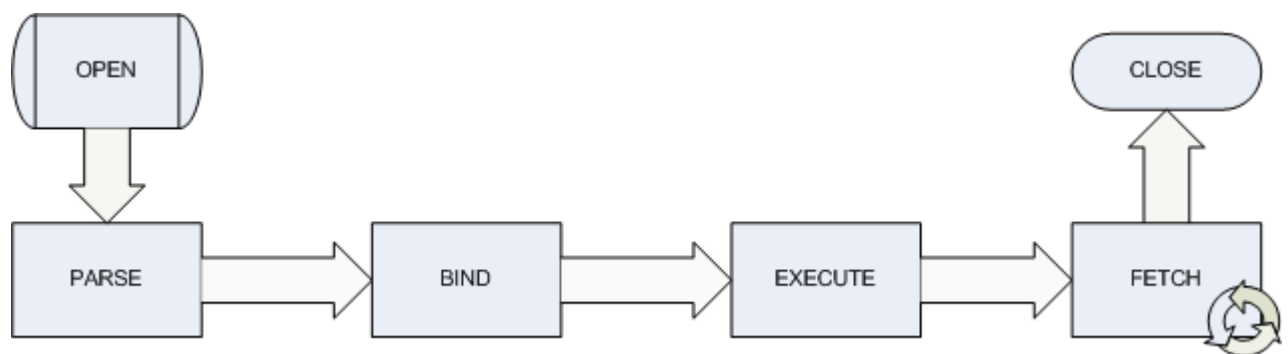 OPEN
CLOSE
PARSE
BIND
EXECUTE
FETCH